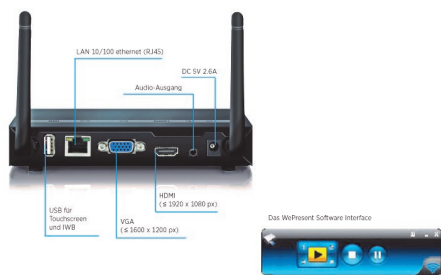 LAN 10/100 ethernet (RJ45)
DC 5V 2.6A
Audio-Ausgang
USB für
Touchscreen
und IWB
VGA
(≤ 1600 x 1200 px)
HDMI
(≤ 1920 x 1080 px)
Das WePresent Software Interface